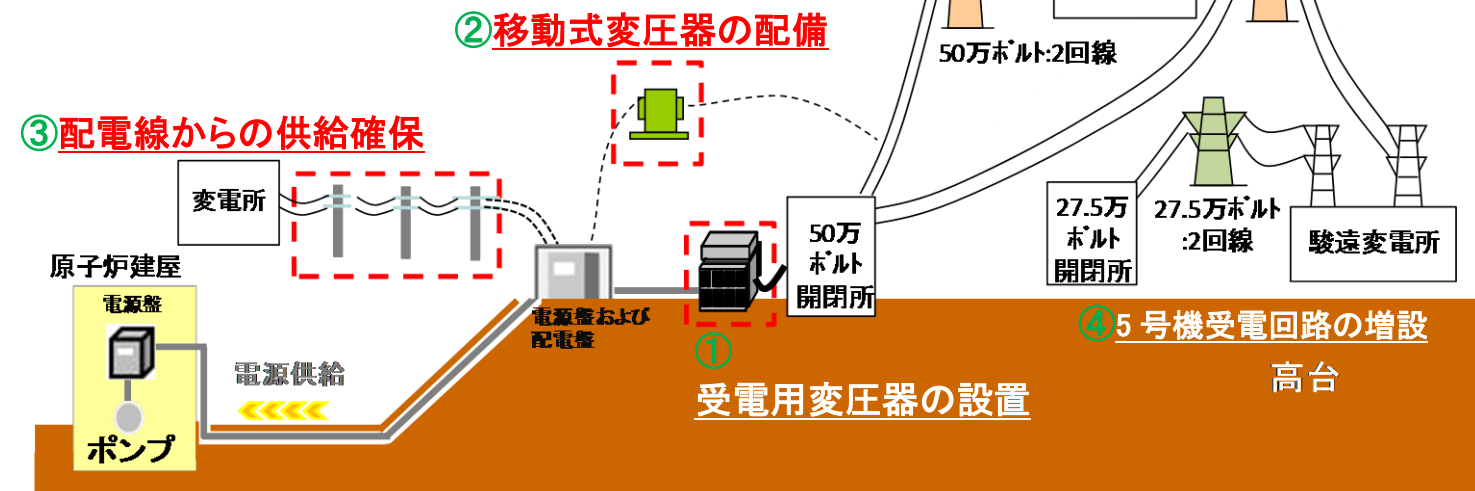 ②移動式変圧器の配備
50万ボルト:2回線
③配電線からの供給確保
変電所
27.5万
ボルト
開閉所
27.5万ボルト
:2回線
駿遠変電所
50万
ボルト
開閉所
原子炉建屋
電源盤
電源盤および
配電盤
①
受電用変圧器の設置
④5号機受電回路の増設
高台
電源供給
ポンプ